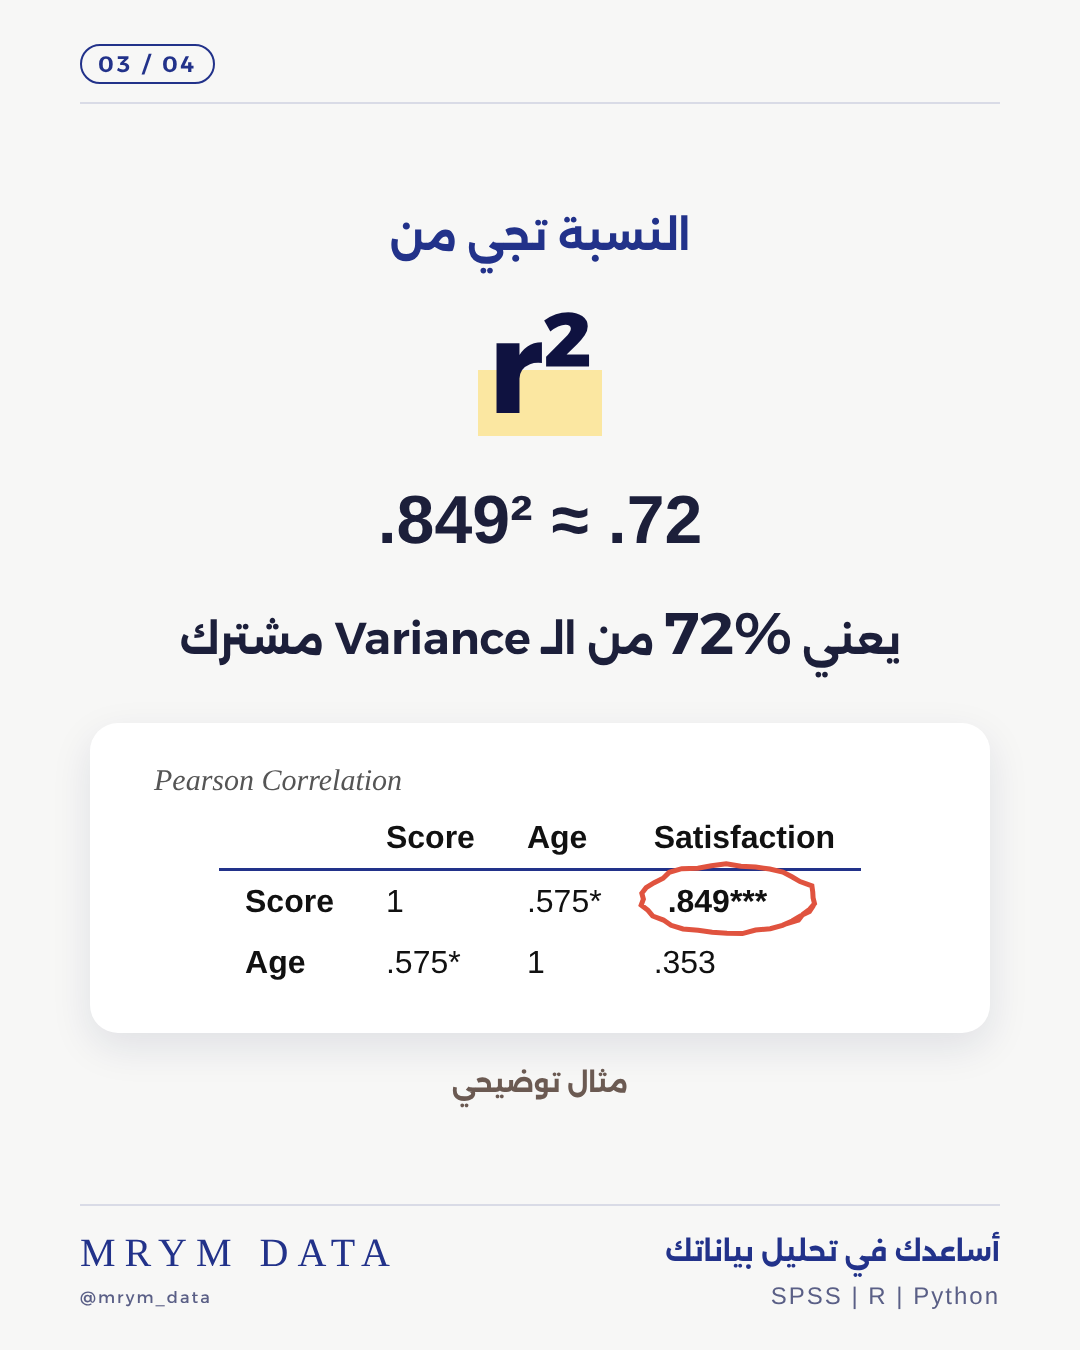 03 / 04
النسبة تجي من
r²
.849² ≈ .72
يعني 72% من الـ Variance مشترك
Pearson Correlation
Score Age Satisfaction
Score 1 .575* .849***
Age .575* 1 .353
مثال توضيحي
MRYM DATA
@mrym_data
أساعدك في تحليل بياناتك
SPSS | R | Python